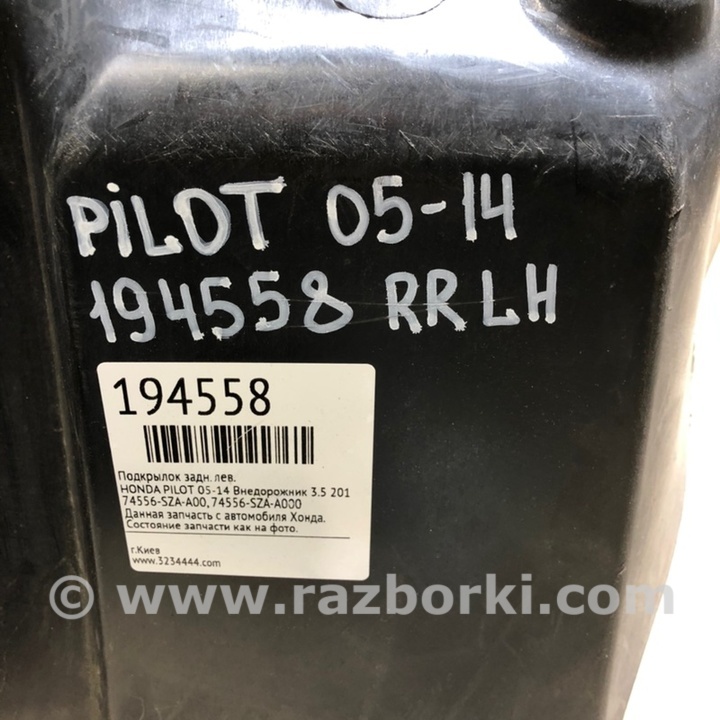 PiLOT 05-14
194558 RR LH
194558
Подкрылок задн. лев.
HONDA PILOT 05-14 Внедорожник 3.5 201
74556-SZA-A00, 74556-SZA-A000
Данная запчасть с автомобиля Хонда.
Состояние запчасти как на фото.
г.Киев
www.3234444.com
© www.razborki.com